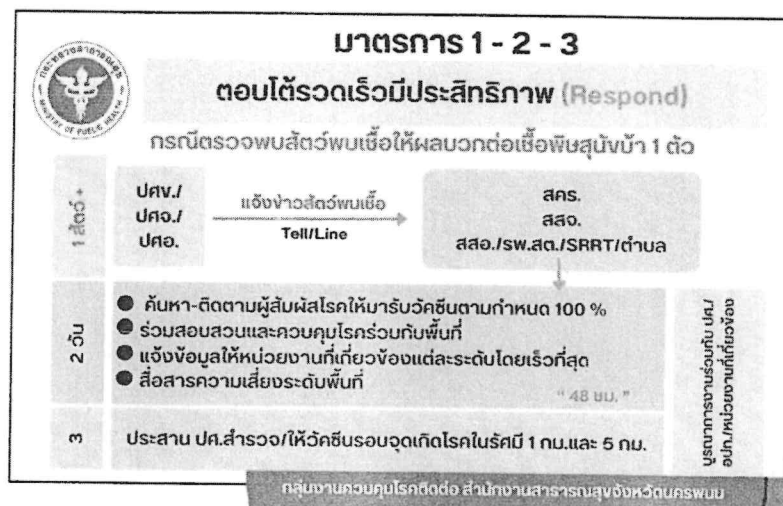 มาตรการ 1 - 2 - 3
กระทรวงสาธารณสุข
MINISTRY OF PUBLIC HEALTH
ตอบโต้รวดเร็วมีประสิทธิภาพ (Respond)
กรณีตรวจพบสัตว์พบเชื้อให้ผลบวกต่อเชื้อพิษสุนัขบ้า 1 ตัว
1 สัตว์ +
ปศข./
ปศจ./
ปศอ.
แจ้งข่าวสัตว์พบเชื้อ
Tell/Line
สคร.
สสจ.
สสอ./รพ.สต./SRRT/ตำบล
2 วัน
● ค้นหา-ติดตามผู้สัมผัสโรคให้มารับวัคซีนตามกำหนด 100 %
● ร่วมสอบสวนและควบคุมโรคร่วมกับพื้นที่
● แจ้งข้อมูลให้หน่วยงานที่เกี่ยวข้องแต่ละระดับโดยเร็วที่สุด
● สื่อสารความเสี่ยงระดับพื้นที่
“ 48 ชม. ”
3
ประสาน ปศ.สำรวจ/ให้วัคซีนรอบจุดเกิดโรคในรัศมี 1 กม.และ 5 กม.
บูรณาการงานร่วมกับ ปศ./
อปท./หน่วยงานที่เกี่ยวข้อง
กลุ่มงานควบคุมโรคติดต่อ สำนักงานสาธารณสุขจังหวัดนครพนม